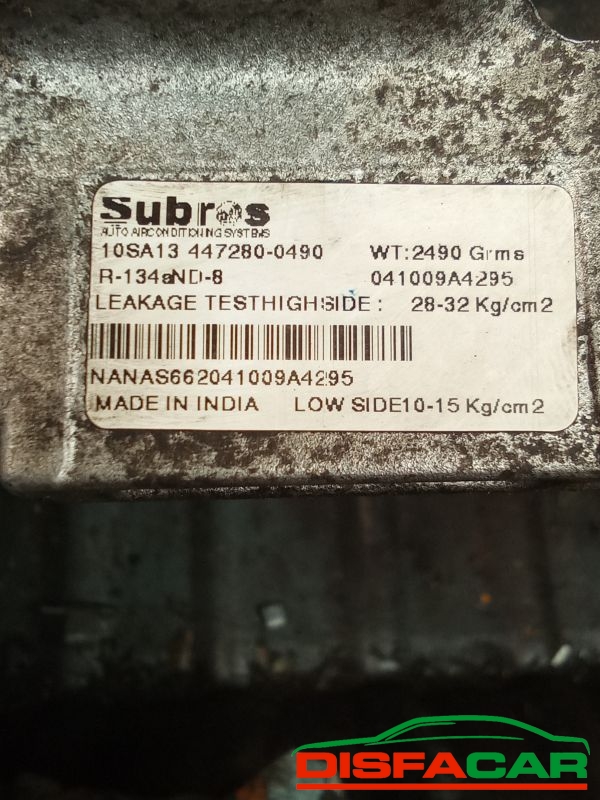 Subros
AUTO AIRCONDITIONING SYSTEMS
10SA13 447280-0490 WT:2490 Grms
R-134aND-8 041009A4295
LEAKAGE TESTHIGHSIDE : 28-32 Kg/cm2
NANAS662041009A4295
MADE IN INDIA LOW SIDE10-15 Kg/cm2
DISFACAR